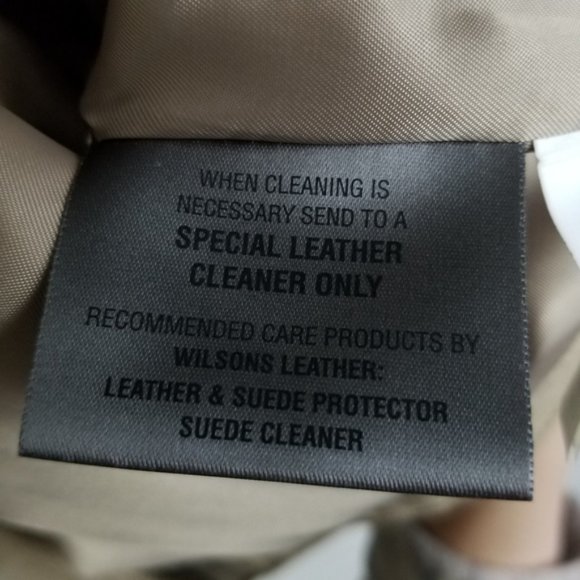 WHEN CLEANING IS
NECESSARY SEND TO A
SPECIAL LEATHER
CLEANER ONLY
RECOMMENDED CARE PRODUCTS BY
WILSONS LEATHER:
LEATHER & SUEDE PROTECTOR
SUEDE CLEANER